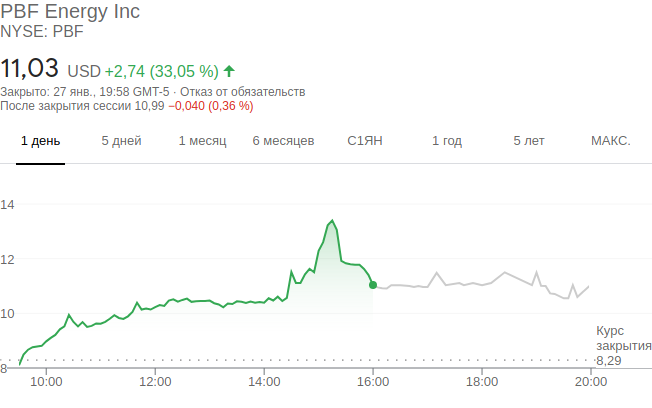 PBF Energy Inc
NYSE: PBF
11,03 USD +2,74 (33,05 %)
Закрыто: 27 янв., 19:58 GMT-5 · Отказ от обязательств
После закрытия сессии 10,99 −0,040 (0,36 %)
1 день 5 дней 1 месяц 6 месяцев С1ЯН 1 год 5 лет МАКС.
14
12
10
Курс
закрытия
8,29
8
10:00 12:00 14:00 16:00 18:00 20:00